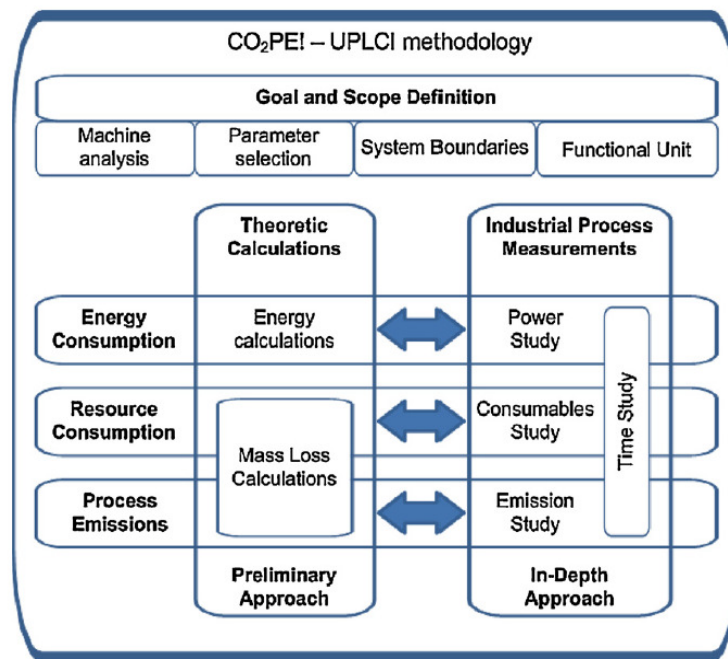 CO₂PE! – UPLCI methodology
Goal and Scope Definition
Machine
analysis
Parameter
selection
System Boundaries
Functional Unit
Theoretic
Calculations
Industrial Process
Measurements
Energy
Consumption
Energy
calculations
Power
Study
Resource
Consumption
Mass Loss
Calculations
Consumables
Study
Time Study
Process
Emissions
Emission
Study
Preliminary
Approach
In-Depth
Approach